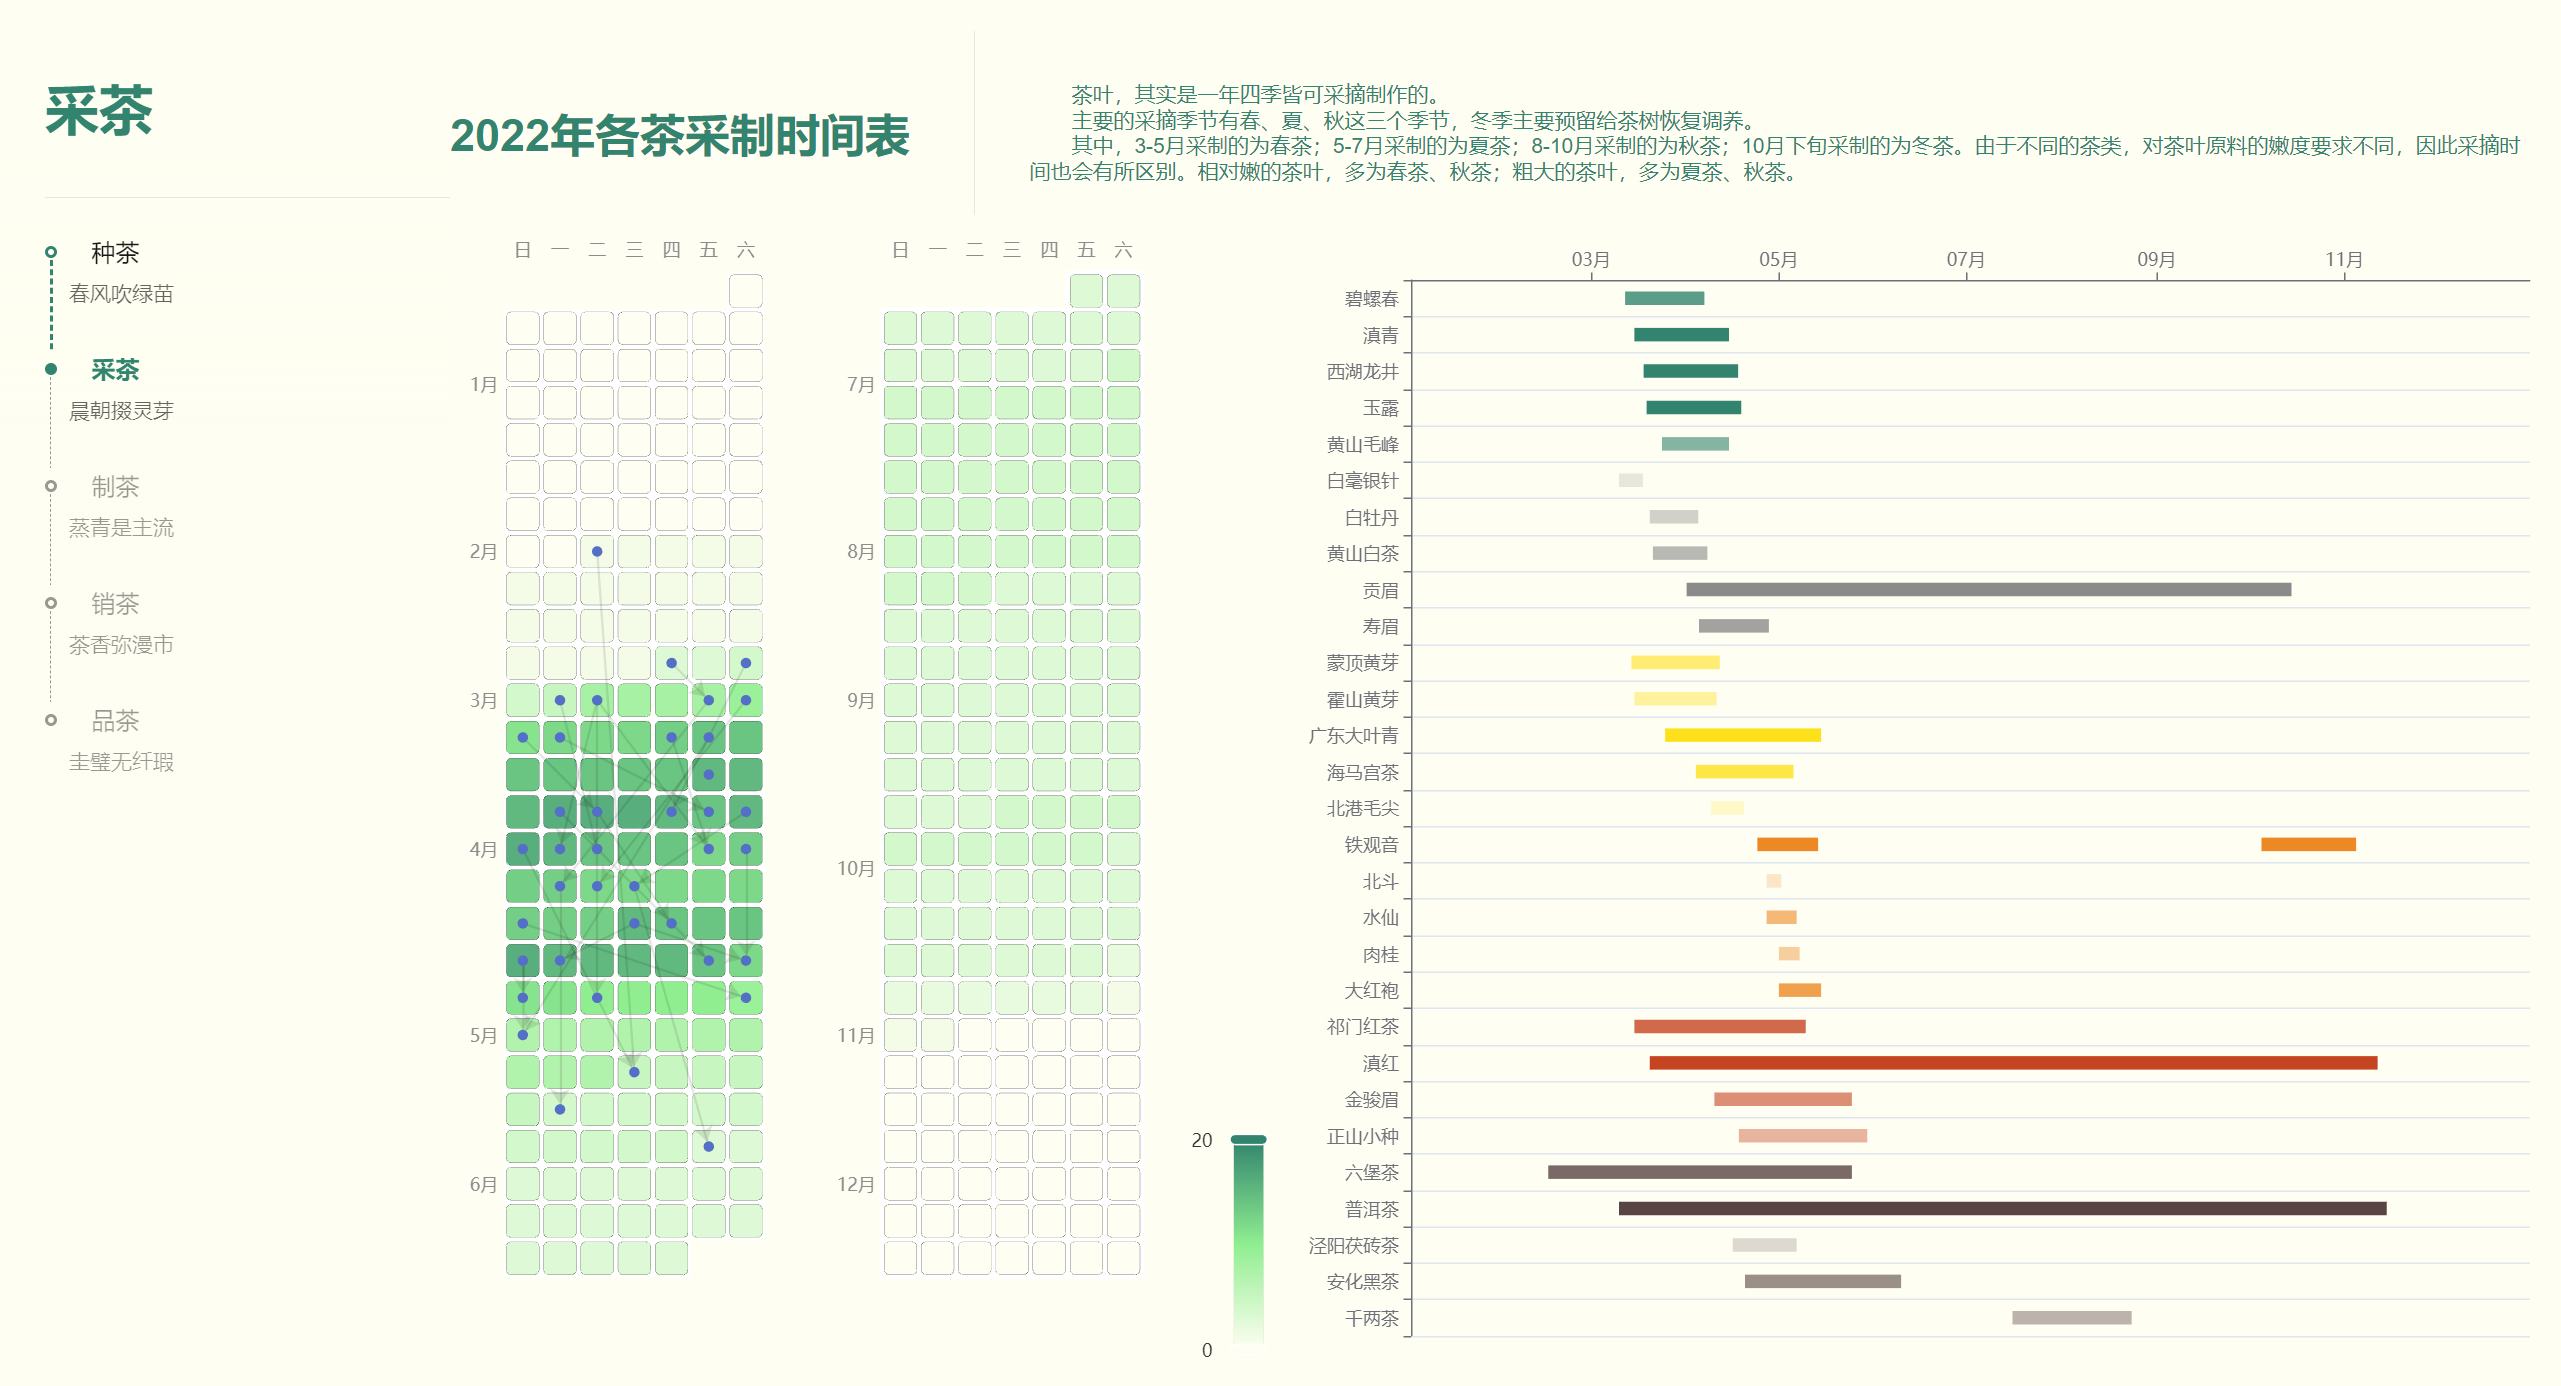 采茶
2022年各茶采制时间表
茶叶，其实是一年四季皆可采摘制作的。
主要的采摘季节有春、夏、秋这三个季节，冬季主要预留给茶树恢复调养。
其中，3-5月采制的为春茶；5-7月采制的为夏茶；8-10月采制的为秋茶；10月下旬采制的为冬茶。由于不同的茶类，对茶叶原料的嫩度要求不同，因此采摘时
间也会有所区别。相对嫩的茶叶，多为春茶、秋茶；粗大的茶叶，多为夏茶、秋茶。
种茶
春风吹绿苗
采茶
晨朝掇灵芽
制茶
蒸青是主流
销茶
茶香弥漫市
品茶
圭璧无纤瑕
日 一 二 三 四 五 六
1月
2月
3月
4月
5月
6月
日 一 二 三 四 五 六
7月
8月
9月
10月
11月
12月
20
0
03月 05月 07月 09月 11月
碧螺春
滇青
西湖龙井
玉露
黄山毛峰
白毫银针
白牡丹
黄山白茶
贡眉
寿眉
蒙顶黄芽
霍山黄芽
广东大叶青
海马宫茶
北港毛尖
铁观音
北斗
水仙
肉桂
大红袍
祁门红茶
滇红
金骏眉
正山小种
六堡茶
普洱茶
泾阳茯砖茶
安化黑茶
千两茶